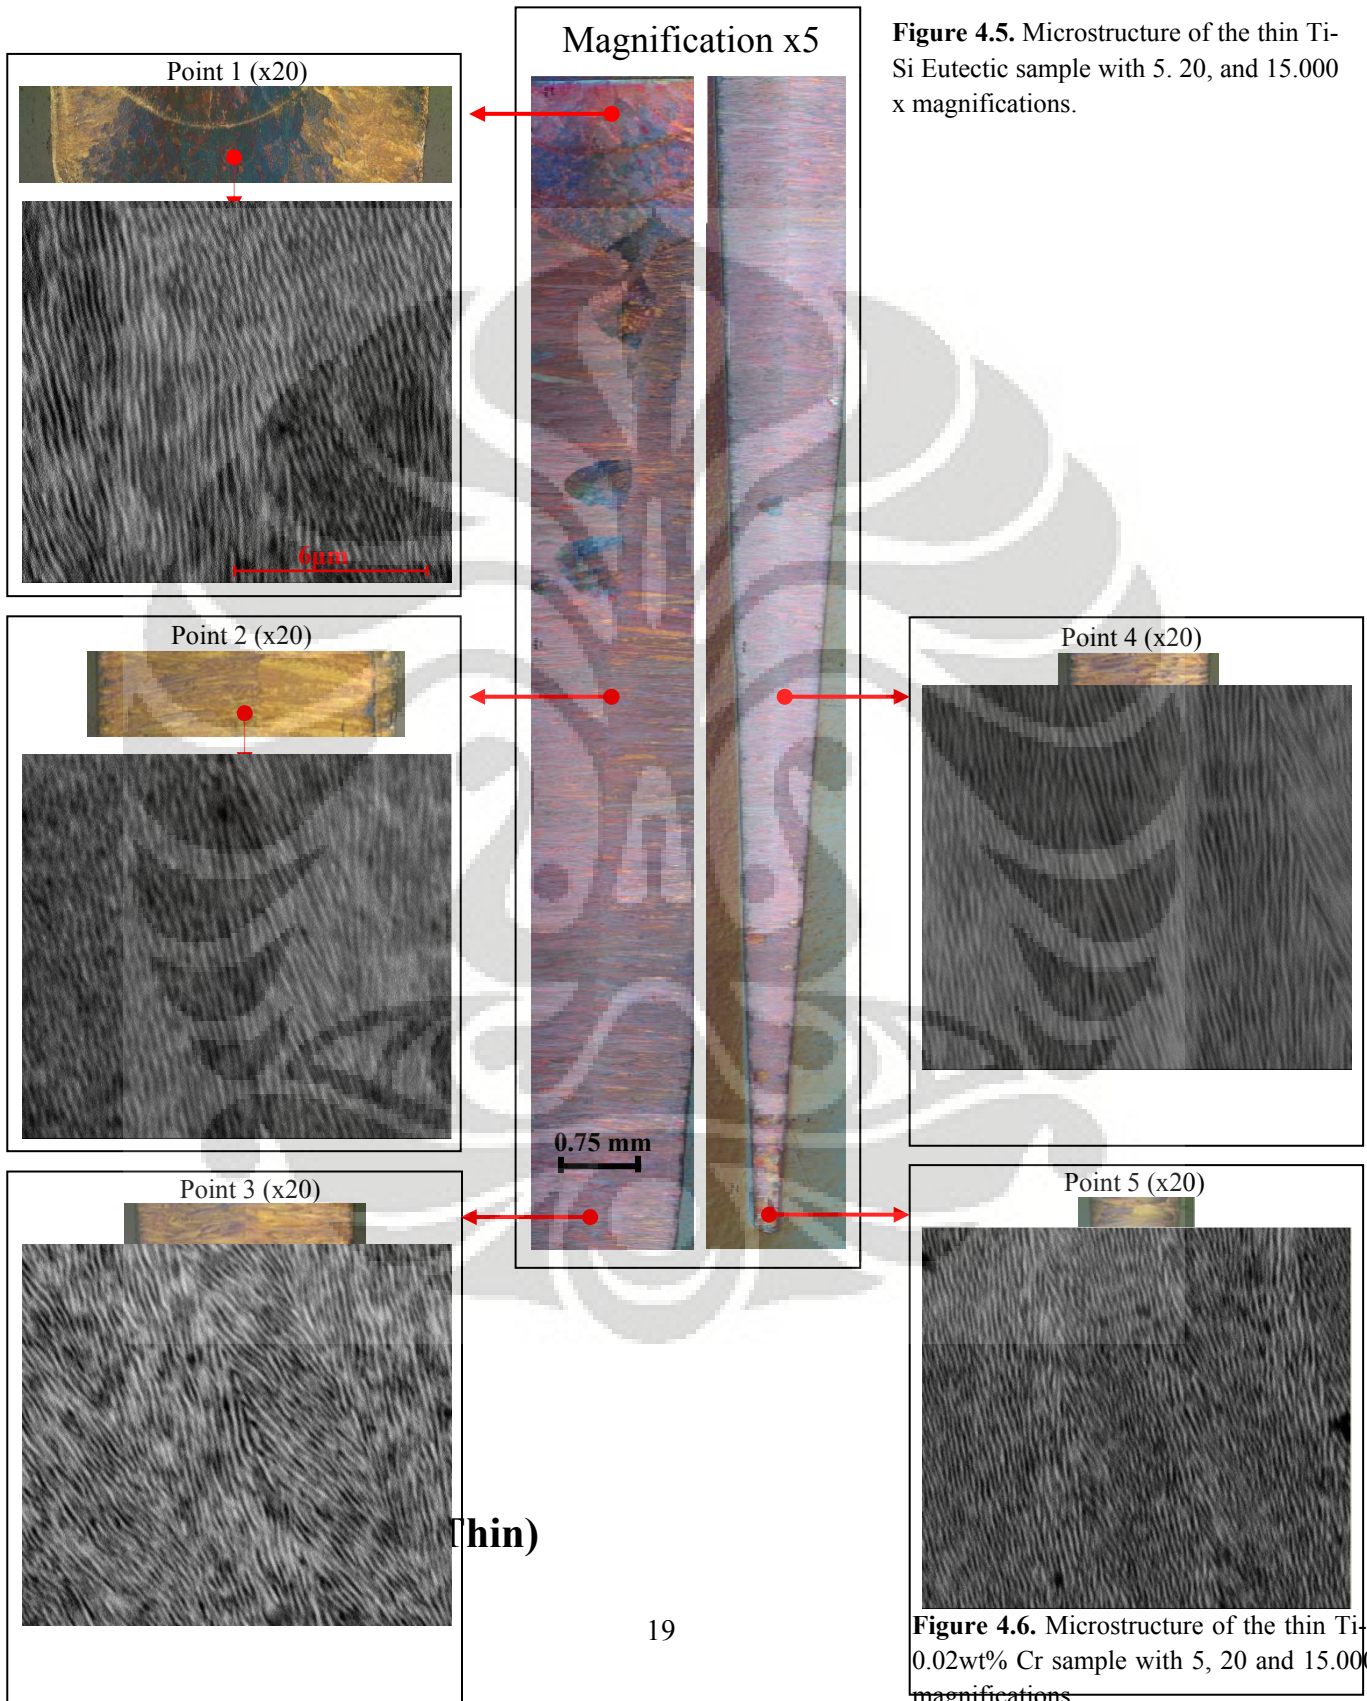 Magnification x5
Figure 4.5. Microstructure of the thin Ti-
Si Eutectic sample with 5. 20, and 15.000
x magnifications.
Point 1 (x20)
6µm
Point 2 (x20)
Point 4 (x20)
0.75 mm
Point 3 (x20)
Point 5 (x20)
Thin)
19
Figure 4.6. Microstructure of the thin Ti-
0.02wt% Cr sample with 5, 20 and 15.000
magnifications